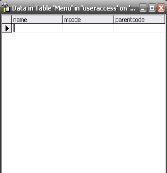 Data in Table 'Menu' in 'useraccess' on '...
name mcode parentcode